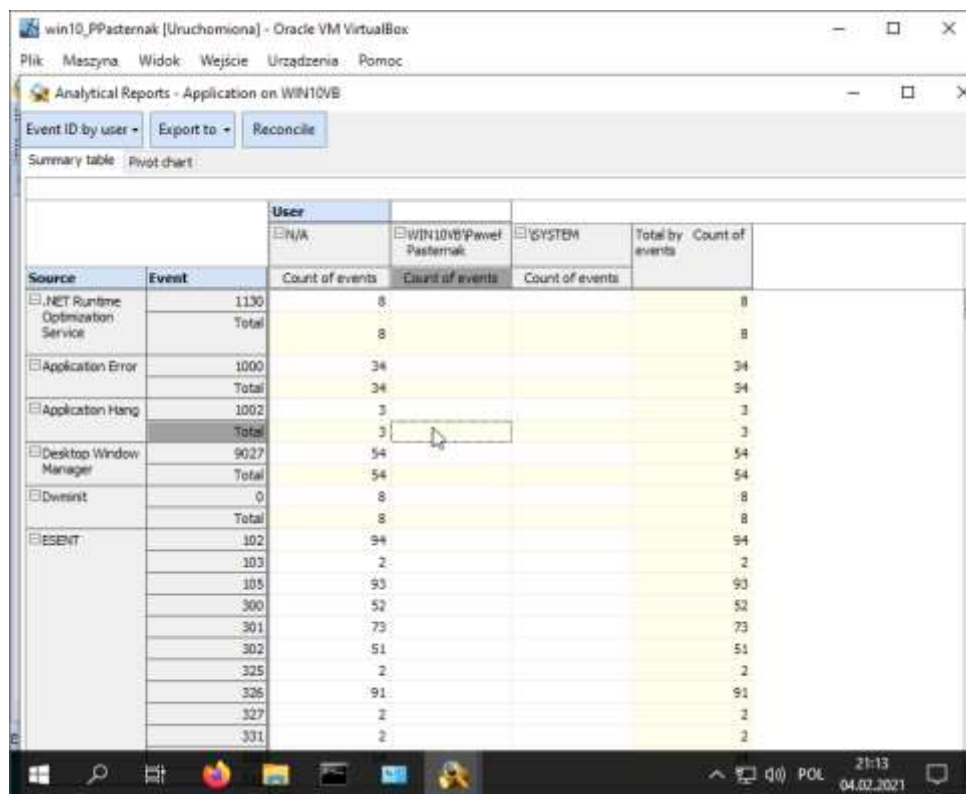 win10_PPasternak [Uruchomiona] - Oracle VM VirtualBox
Plik Maszyna Widok Wejście Urządzenia Pomoc
Analytical Reports - Application on WIN10VB
Event ID by user Export to Reconcile
Summary table Pivot chart
User
N/A WIN10VB\Paweł Pasternak \SYSTEM Total by Count of events
Source Event Count of events Count of events Count of events
.NET Runtime Optimization Service 1130 8 8
Total 8 8
Application Error 1000 34 34
Total 34 34
Application Hang 1002 3 3
Total 3 3
Desktop Window Manager 9027 54 54
Total 54 54
Dwminit 0 8 8
Total 8 8
ESENT 102 94 94
103 2 2
105 93 93
300 52 52
301 73 73
302 51 51
325 2 2
326 91 91
327 2 2
331 2 2
POL 21:13
04.02.2021